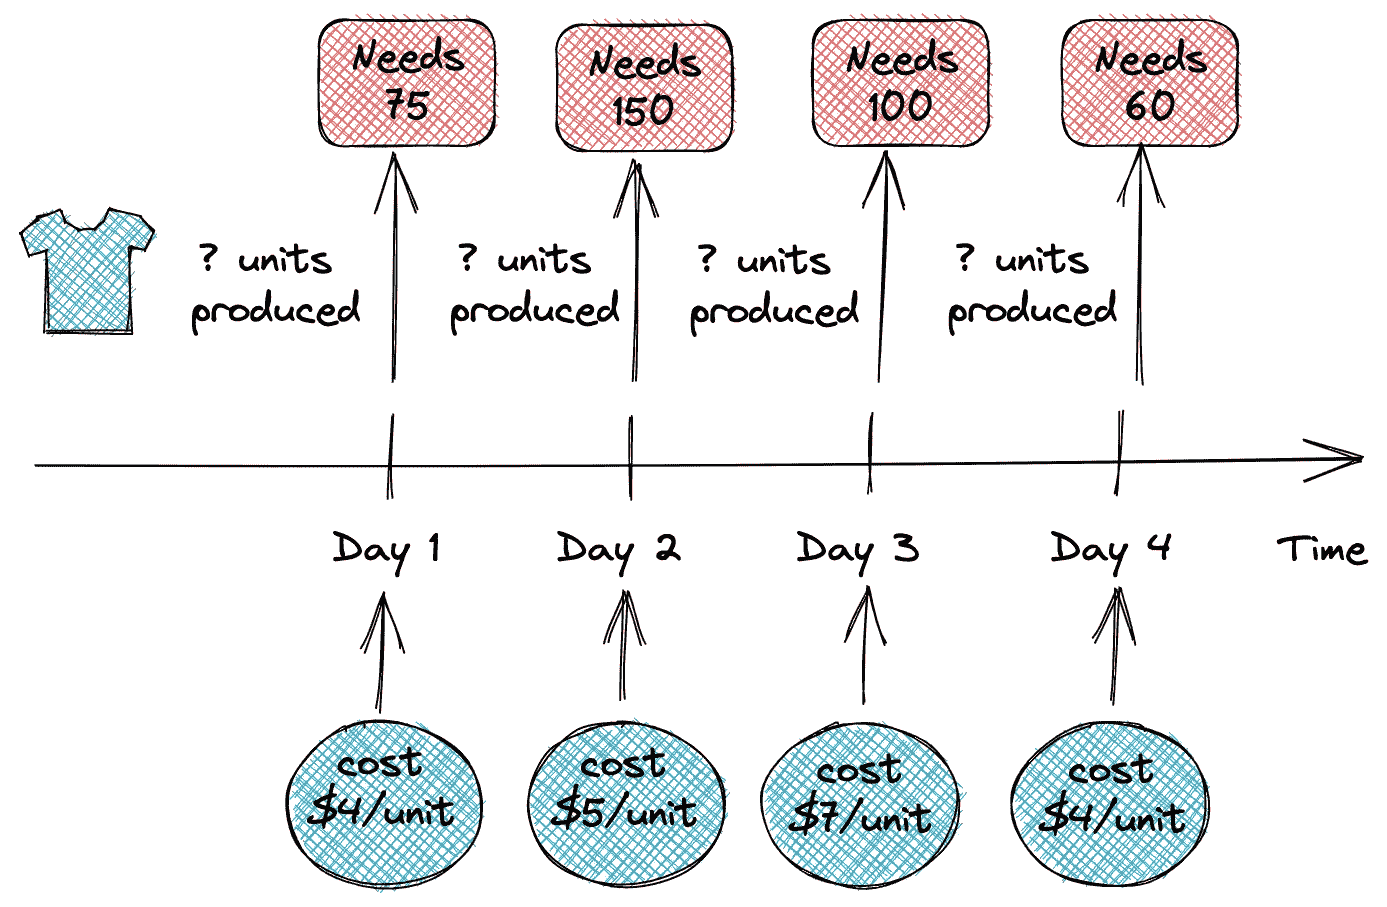 Needs
75
Needs
150
Needs
100
Needs
60
? units
produced
? units
produced
? units
produced
? units
produced
Day 1
Day 2
Day 3
Day 4
Time
cost
$4/unit
cost
$5/unit
cost
$7/unit
cost
$4/unit